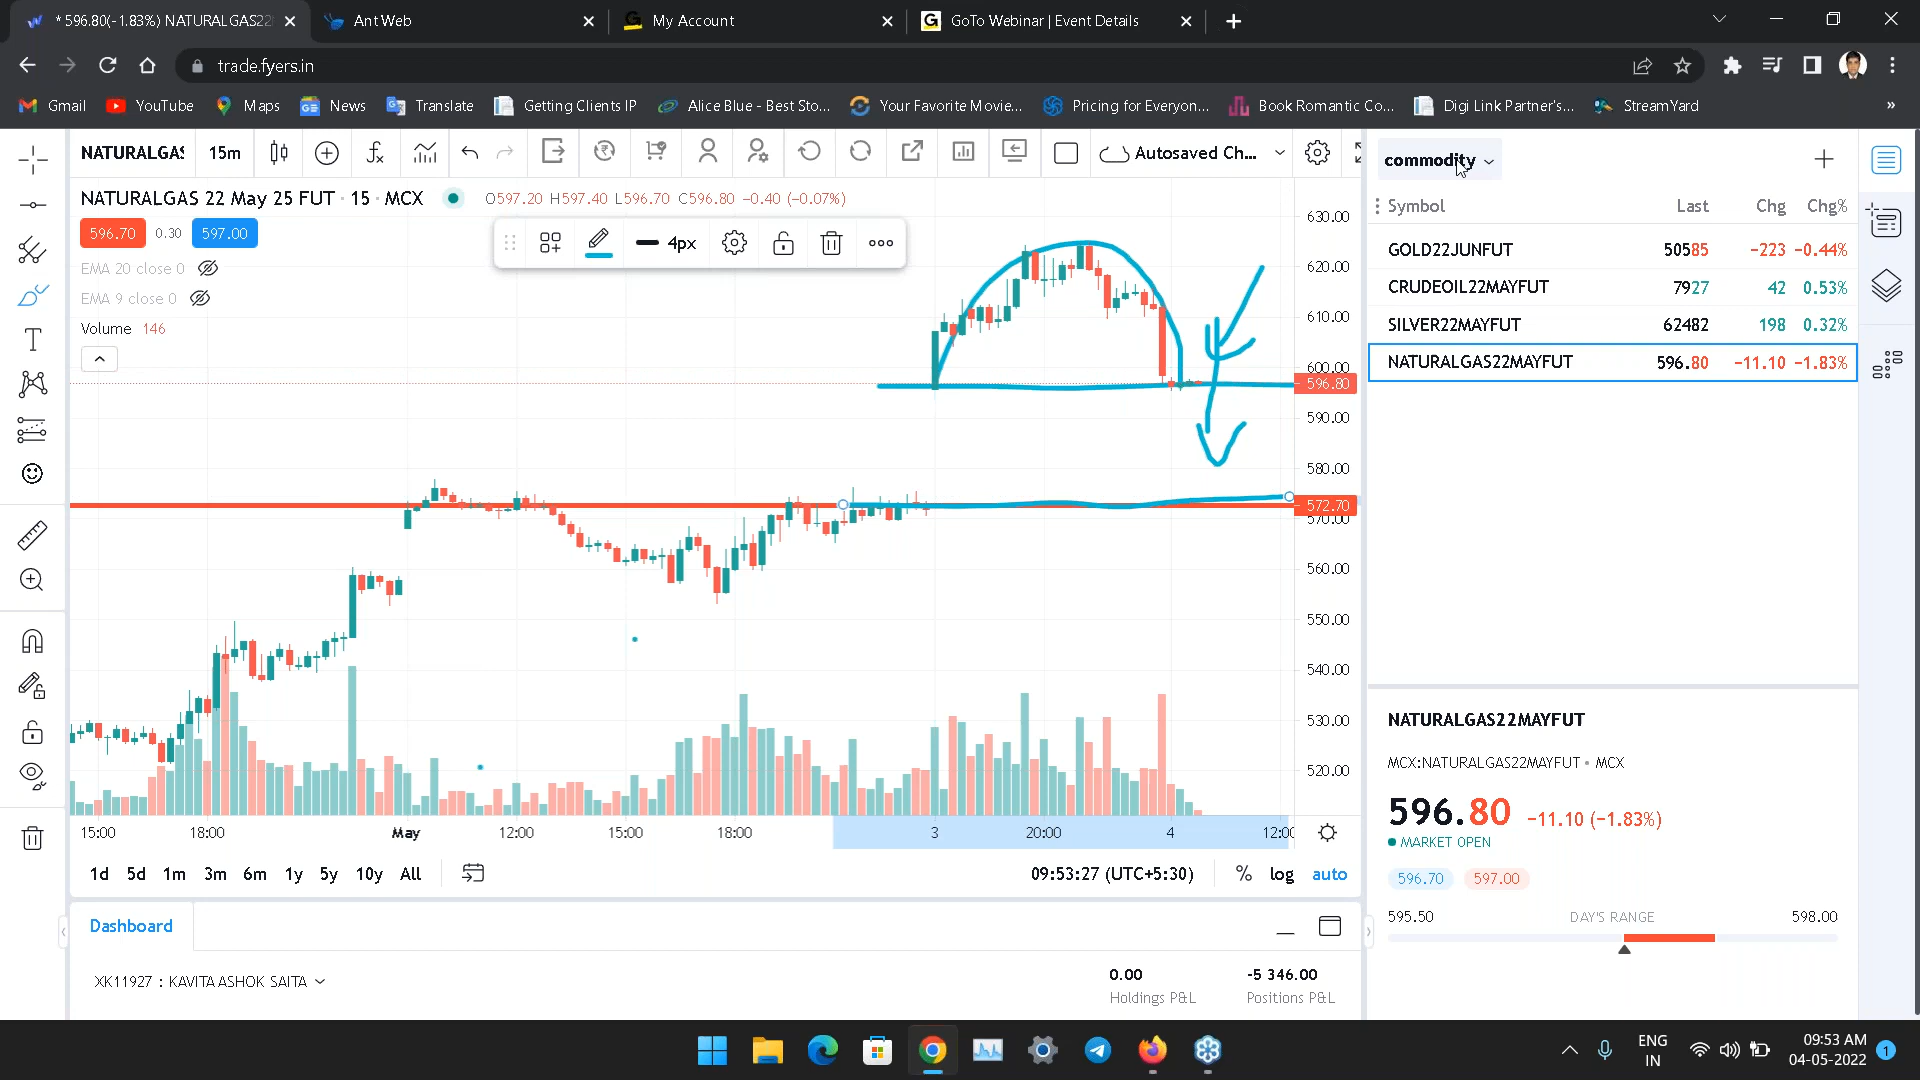 * 596.80(-1.83%) NATURALGAS22
Ant Web
My Account
GoTo Webinar | Event Details
trade.fyers.in
Gmail
YouTube
Maps
News
Translate
Getting Clients IP
Alice Blue - Best Sto...
Your Favorite Movie...
Pricing for Everyon...
Book Romantic Co...
Digi Link Partner's...
StreamYard
»
NATURALGAS
15m
Autosaved Ch...
commodity
NATURALGAS 22 May 25 FUT · 15 · MCX
O597.20 H597.40 L596.70 C596.80 −0.40 (−0.07%)
596.70
0.30
597.00
4px
EMA 20 close 0
EMA 9 close 0
Volume 146
630.00
620.00
610.00
600.00
596.80
590.00
580.00
572.70
570.00
560.00
550.00
540.00
530.00
520.00
15:00
18:00
May
12:00
15:00
18:00
3
20:00
4
12:00
1d 5d 1m 3m 6m 1y 5y 10y All
09:53:27 (UTC+5:30)
% log auto
Dashboard
XK11927 : KAVITA ASHOK SAITA
0.00
Holdings P&L
-5 346.00
Positions P&L
Symbol Last Chg Chg%
GOLD22JUNFUT 50585 −223 −0.44%
CRUDEOIL22MAYFUT 7927 42 0.53%
SILVER22MAYFUT 62482 198 0.32%
NATURALGAS22MAYFUT 596.80 −11.10 −1.83%
NATURALGAS22MAYFUT
MCX:NATURALGAS22MAYFUT • MCX
596.80 −11.10 (−1.83%)
MARKET OPEN
596.70 597.00
595.50 DAY'S RANGE 598.00
ENG
IN
09:53 AM
04-05-2022
1